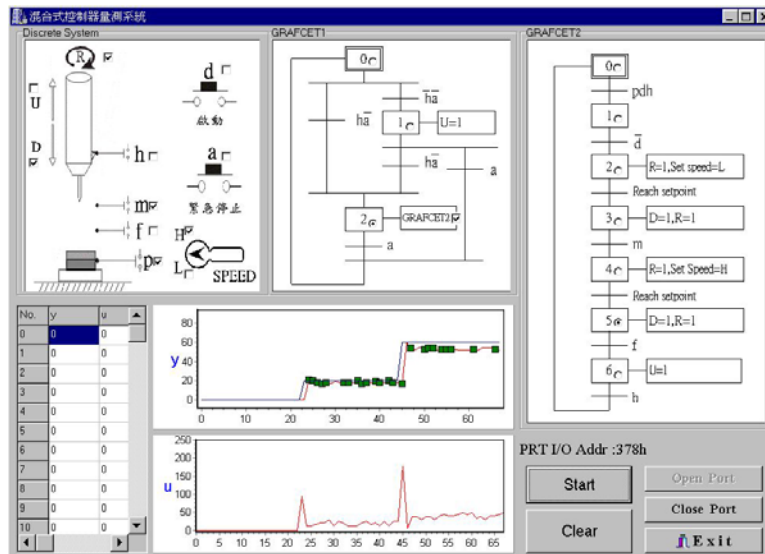 混合式控制器量測系統
Discrete System
R
U
D
d
啟動
h
a
緊急停止
m
f
H
L
p
SPEED
GRAFCET1
0
h̅a̅
ha̅
1
U=1
ha̅
a
2
GRAFCET2
a
GRAFCET2
0
pdh
1
d̅
2
R=1,Set speed=L
Reach setpoint
3
D=1,R=1
m
4
R=1,Set Speed=H
Reach setpoint
5
D=1,R=1
f
6
U=1
h
No. y u
0 0 0
1 0 0
2 0 0
3 0 0
4 0 0
5 0 0
6 0 0
7 0 0
8 0 0
9 0 0
10 0 0
80
60
40
20
0
y
0 10 20 30 40 50 60
250
200
150
100
50
0
u
0 5 10 15 20 25 30 35 40 45 50 55 60 65
PRT I/O Addr :378h
Start
Clear
Open Port
Close Port
Exit